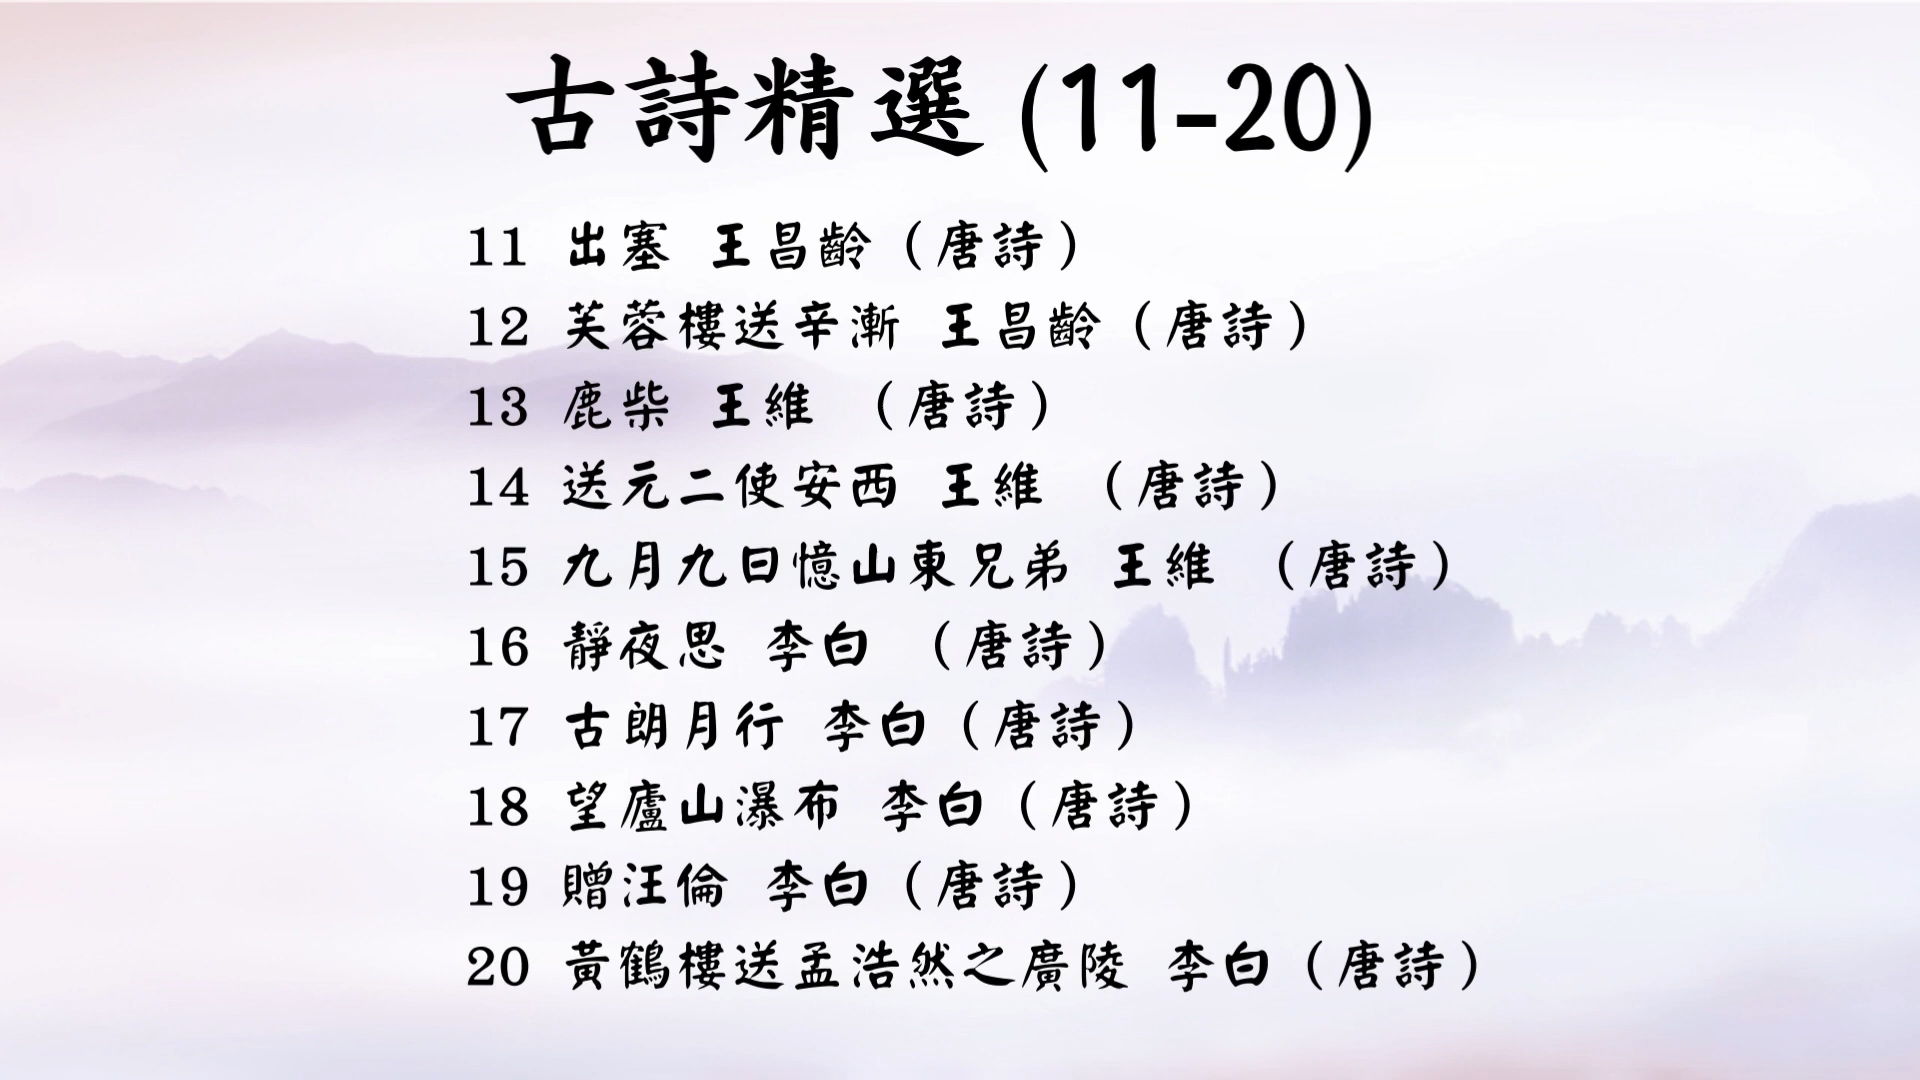 古詩精選 (11-20)
11 出塞 王昌齡（唐詩）
12 芙蓉樓送辛漸 王昌齡（唐詩）
13 鹿柴 王維 （唐詩）
14 送元二使安西 王維 （唐詩）
15 九月九日憶山東兄弟 王維 （唐詩）
16 靜夜思 李白 （唐詩）
17 古朗月行 李白（唐詩）
18 望廬山瀑布 李白（唐詩）
19 贈汪倫 李白（唐詩）
20 黃鶴樓送孟浩然之廣陵 李白（唐詩）